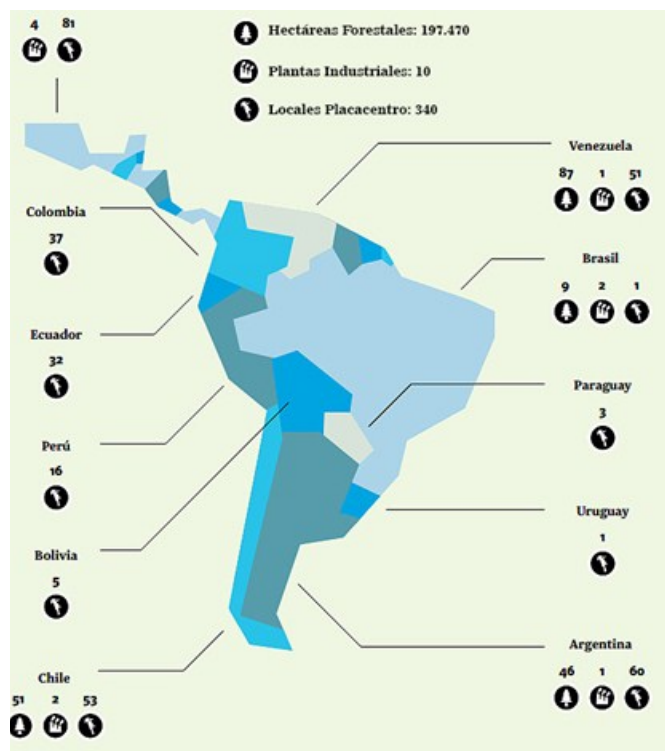 4 81
Hectáreas Forestales: 197.470
Plantas Industriales: 10
Locales Placacentro: 340
Venezuela
87 1 51
Colombia
37
Brasil
9 2 1
Ecuador
32
Paraguay
3
Perú
16
Uruguay
1
Bolivia
5
Argentina
46 1 60
Chile
51 2 53